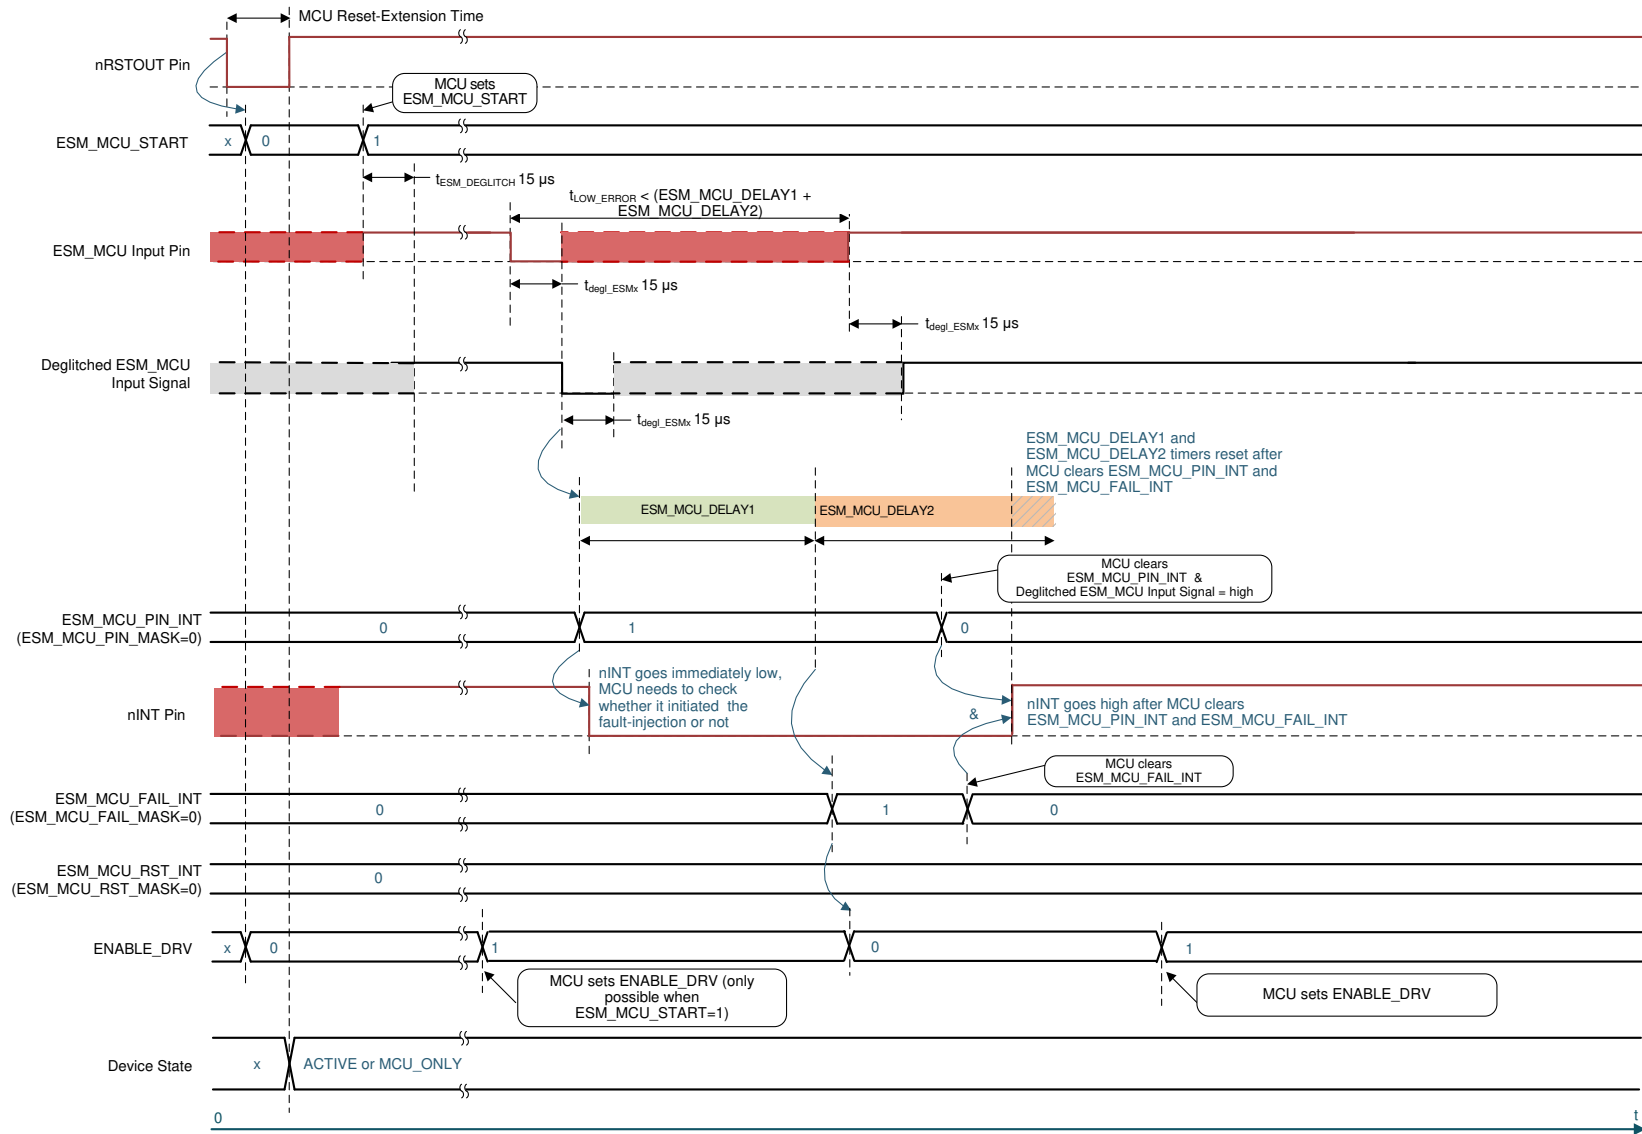 MCU Reset-Extension Time
nRSTOUT Pin
MCU sets
ESM_MCU_START
ESM_MCU_START
x
0
1
tESM_DEGLITCH 15 µs
tLOW_ERROR < (ESM_MCU_DELAY1 +
ESM_MCU_DELAY2)
ESM_MCU Input Pin
tdegl_ESMx 15 µs
tdegl_ESMx 15 µs
Deglitched ESM_MCU
Input Signal
tdegl_ESMx 15 µs
ESM_MCU_DELAY1 and
ESM_MCU_DELAY2 timers reset after
MCU clears ESM_MCU_PIN_INT and
ESM_MCU_FAIL_INT
ESM_MCU_DELAY1
ESM_MCU_DELAY2
MCU clears
ESM_MCU_PIN_INT &
Deglitched ESM_MCU Input Signal = high
ESM_MCU_PIN_INT
(ESM_MCU_PIN_MASK=0)
0
1
0
nINT goes immediately low,
MCU needs to check
whether it initiated the
fault-injection or not
nINT Pin
&
nINT goes high after MCU clears
ESM_MCU_PIN_INT and ESM_MCU_FAIL_INT
MCU clears
ESM_MCU_FAIL_INT
ESM_MCU_FAIL_INT
(ESM_MCU_FAIL_MASK=0)
0
1
0
ESM_MCU_RST_INT
(ESM_MCU_RST_MASK=0)
0
ENABLE_DRV
x
0
1
0
1
MCU sets ENABLE_DRV (only
possible when
ESM_MCU_START=1)
MCU sets ENABLE_DRV
Device State
x
ACTIVE or MCU_ONLY
0
t